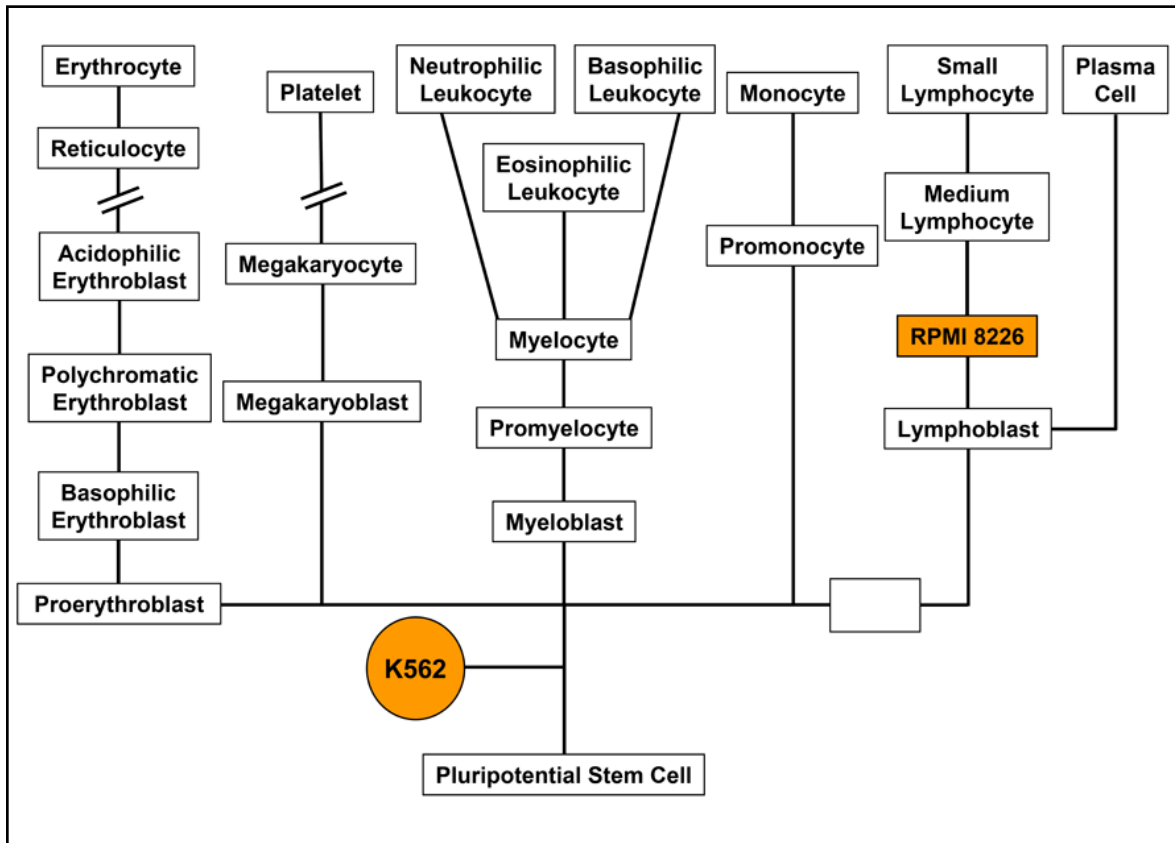 Erythrocyte
Platelet
Neutrophilic
Leukocyte
Basophilic
Leukocyte
Monocyte
Small
Lymphocyte
Plasma
Cell
Reticulocyte
Eosinophilic
Leukocyte
Medium
Lymphocyte
Acidophilic
Erythroblast
Megakaryocyte
Promonocyte
Myelocyte
RPMI 8226
Polychromatic
Erythroblast
Megakaryoblast
Promyelocyte
Lymphoblast
Basophilic
Erythroblast
Myeloblast
Proerythroblast
K562
Pluripotential Stem Cell